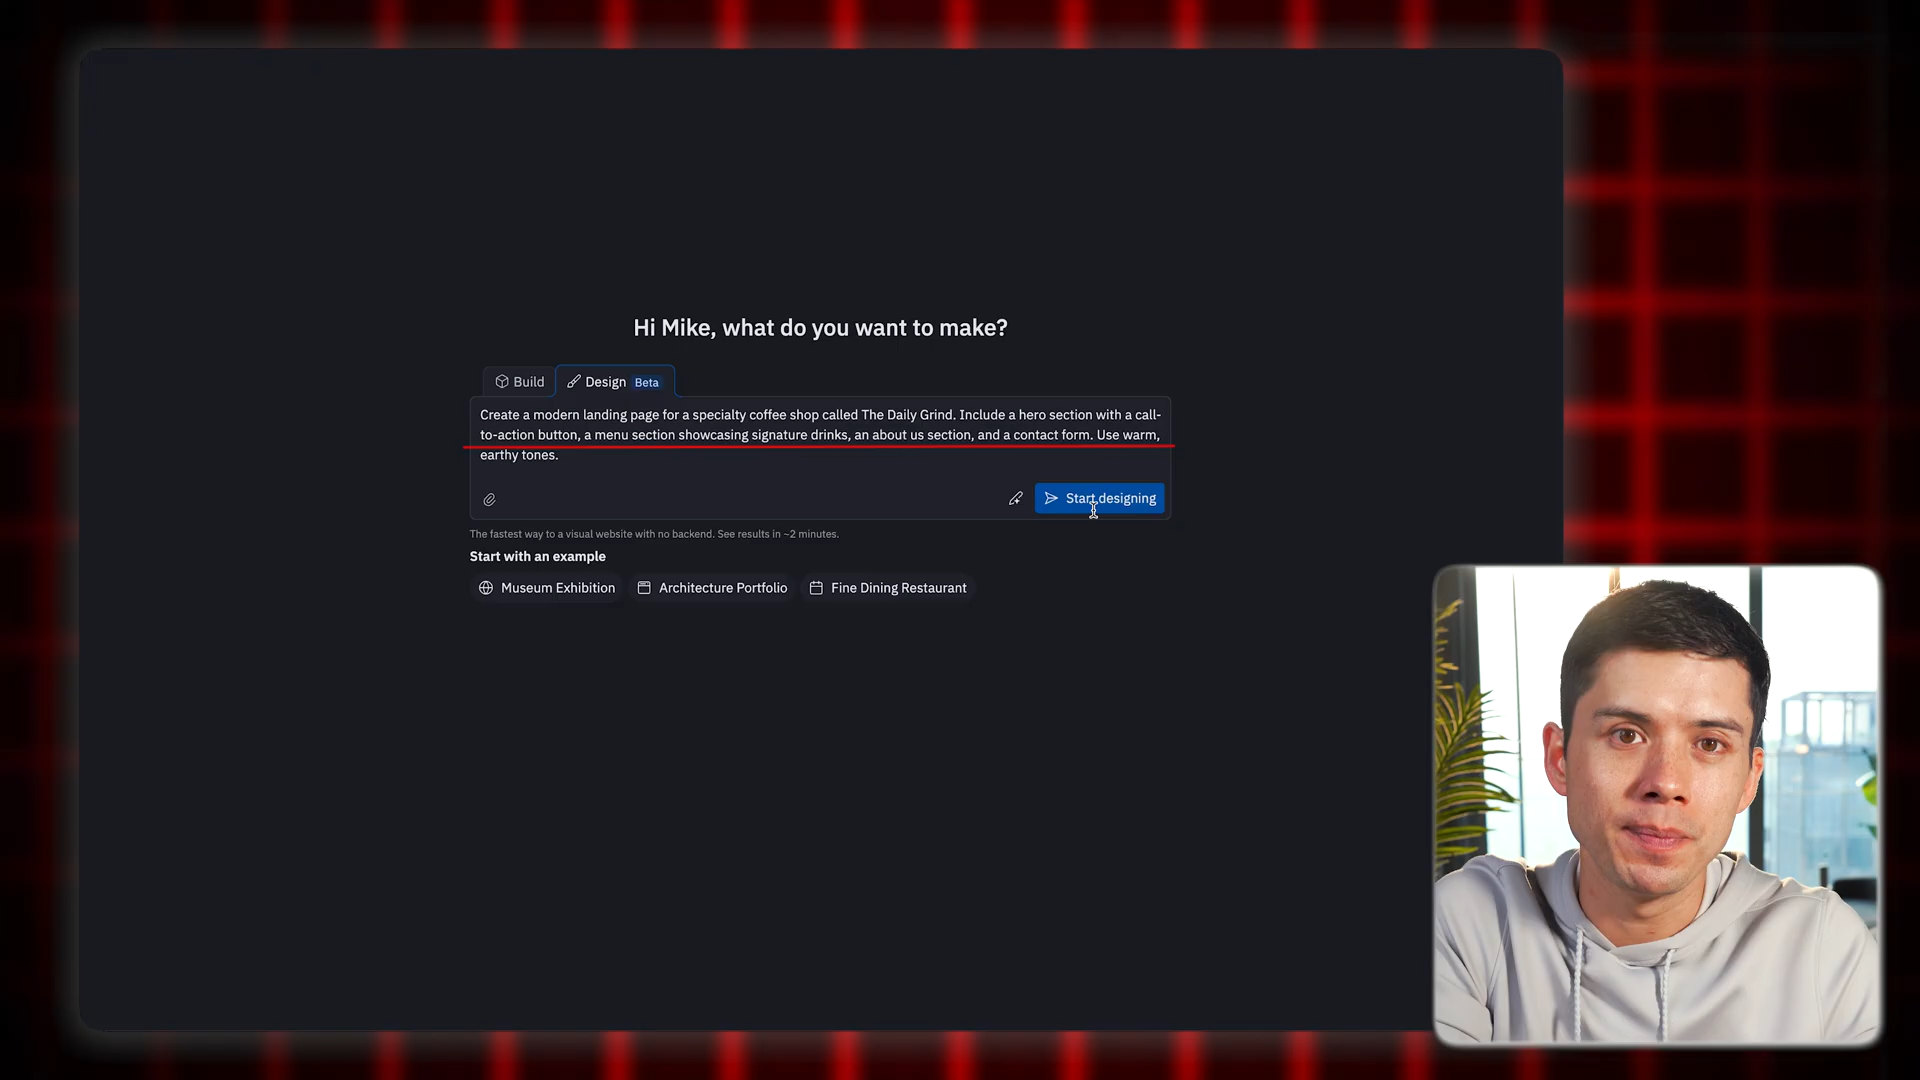 Hi Mike, what do you want to make?
Build
Design Beta
Create a modern landing page for a specialty coffee shop called The Daily Grind. Include a hero section with a call-
to-action button, a menu section showcasing signature drinks, an about us section, and a contact form. Use warm,
earthy tones.
Start designing
The fastest way to a visual website with no backend. See results in ~2 minutes.
Start with an example
Museum Exhibition
Architecture Portfolio
Fine Dining Restaurant